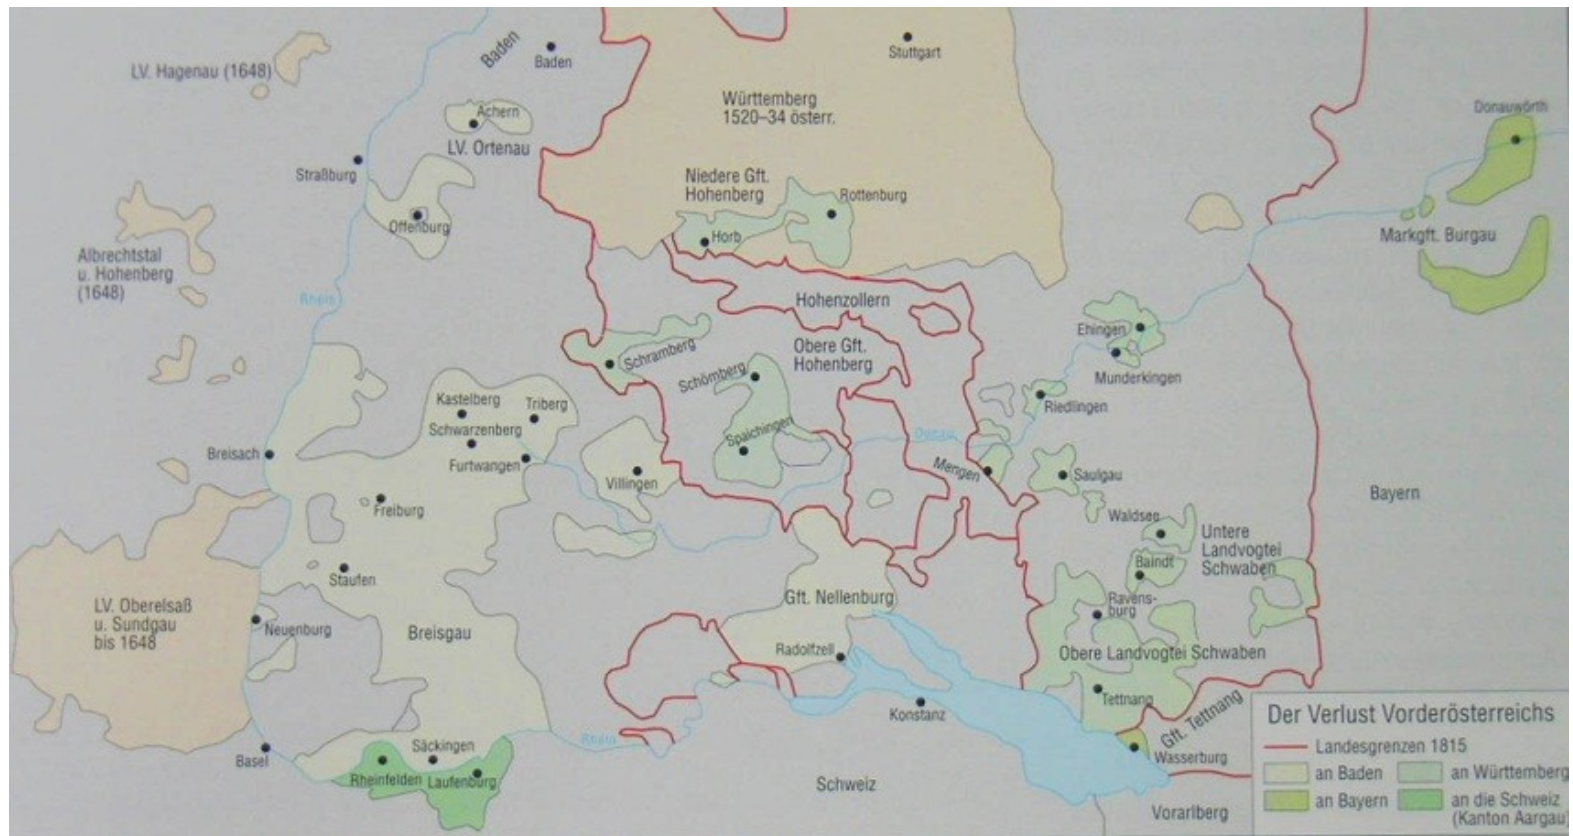 Stuttgart
Baden
Baden
LV. Hagenau (1648)
Württemberg
1520–34 österr.
Donauwörth
Achern
LV. Ortenau
Straßburg
Niedere Gft.
Hohenberg
Rottenburg
Offenburg
Horb
Markgft. Burgau
Albrechtstal
u. Hohenberg
(1648)
Rhein
Hohenzollern
Ehingen
Obere Gft.
Hohenberg
Schramberg
Schömberg
Munderkingen
Riedlingen
Kastelberg
Triberg
Schwarzenberg
Spaichingen
Donau
Breisach
Furtwangen
Villingen
Mengen
Saulgau
Bayern
Freiburg
Waldsee
Untere
Landvogtei
Schwaben
Baindt
Staufen
LV. Oberelsaß
u. Sundgau
bis 1648
Gft. Nellenburg
Ravens-
burg
Neuenburg
Breisgau
Radolfzell
Obere Landvogtei Schwaben
Tettnang
Gft. Tettnang
Konstanz
Rhein
Basel
Säckingen
Rheinfelden
Laufenburg
Wasserburg
Schweiz
Vorarlberg
Der Verlust Vorderösterreichs
Landesgrenzen 1815
an Baden
an Württemberg
an Bayern
an die Schweiz
(Kanton Aargau)